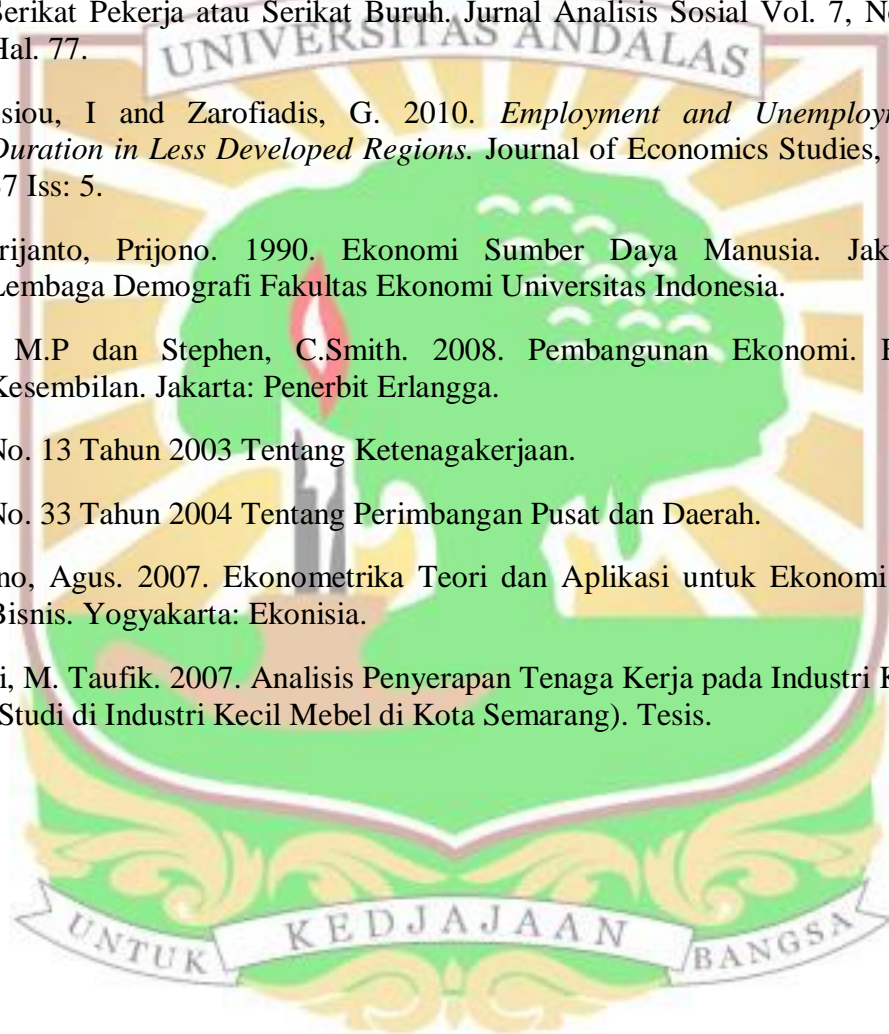 Serikat Pekerja atau Serikat Buruh. Jurnal Analisis Sosial Vol. 7, No
Hal. 77.
UNIVERSITAS ANDALAS
siou, I and Zarofiadis, G. 2010. Employment and Unemploym
Duration in Less Developed Regions. Journal of Economics Studies,
7 Iss: 5.
rijanto, Prijono. 1990. Ekonomi Sumber Daya Manusia. Jak
Lembaga Demografi Fakultas Ekonomi Universitas Indonesia.
M.P dan Stephen, C.Smith. 2008. Pembangunan Ekonomi. E
Kesembilan. Jakarta: Penerbit Erlangga.
No. 13 Tahun 2003 Tentang Ketenagakerjaan.
No. 33 Tahun 2004 Tentang Perimbangan Pusat dan Daerah.
no, Agus. 2007. Ekonometrika Teori dan Aplikasi untuk Ekonomi
Bisnis. Yogyakarta: Ekonisia.
i, M. Taufik. 2007. Analisis Penyerapan Tenaga Kerja pada Industri K
Studi di Industri Kecil Mebel di Kota Semarang). Tesis.
UNTUK KEDJAJAAN BANGSA